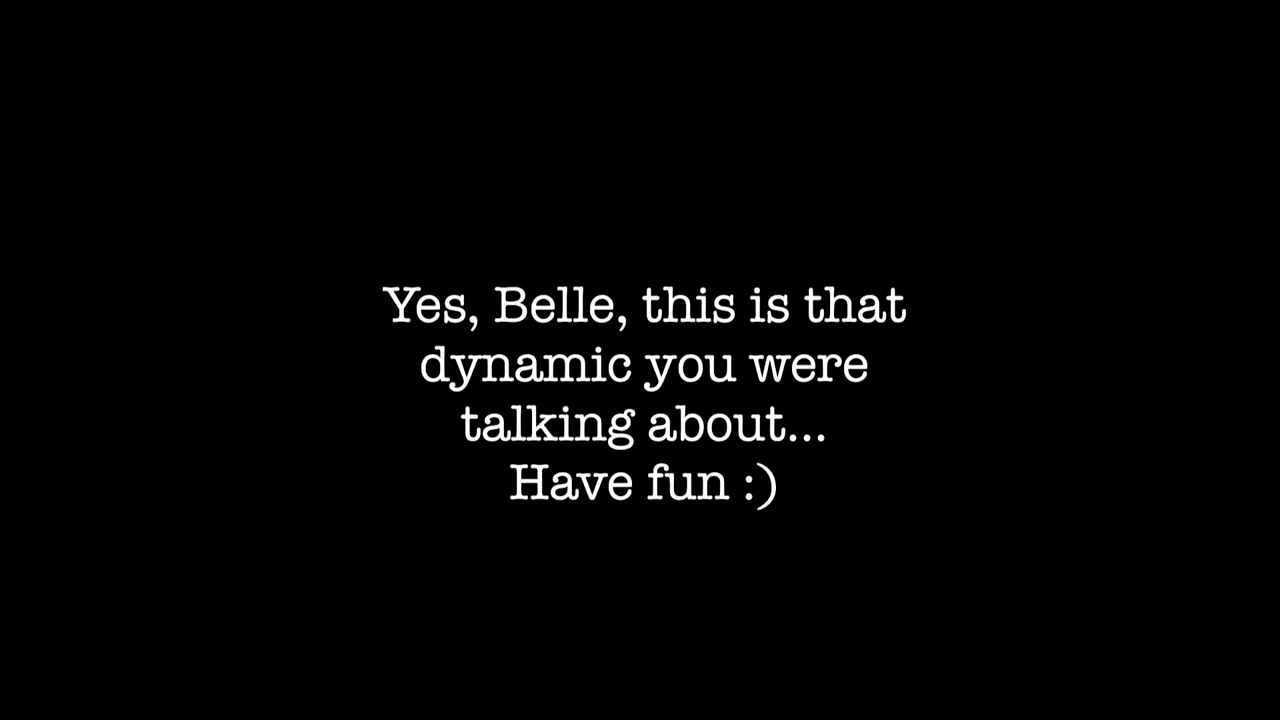 Yes, Belle, this is that
dynamic you were
talking about...
Have fun :)